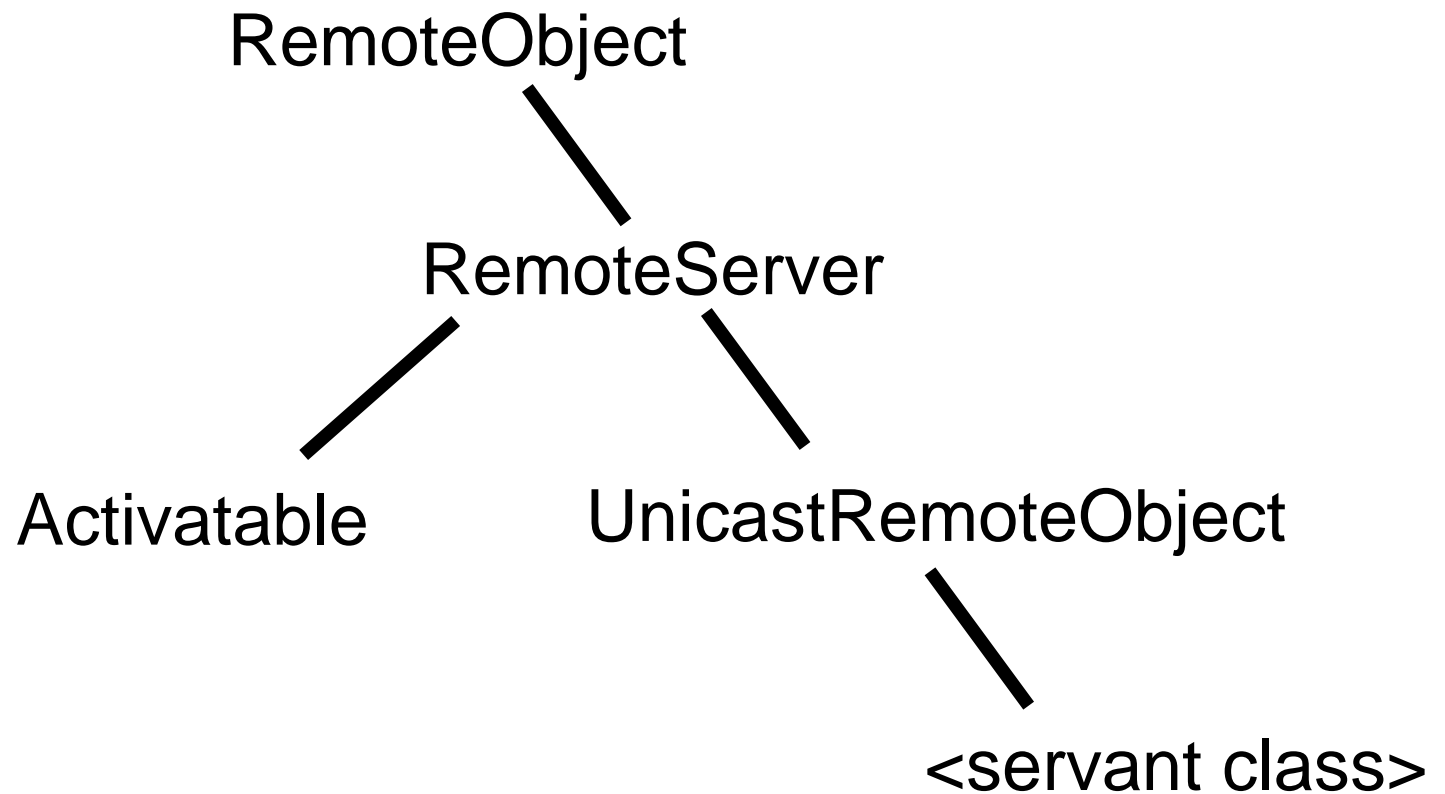 RemoteObject
RemoteServer
Activatable
UnicastRemoteObject
<servant class>